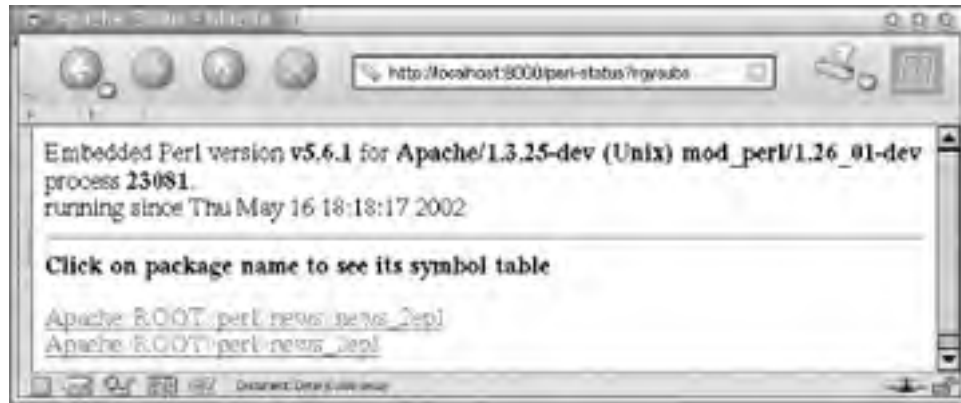 http://localhost:8000/perl-status?rgysubs
Embedded Perl version v5.6.1 for Apache/1.3.25-dev (Unix) mod_perl/1.26_01-dev
process 23081,
running since Thu May 16 18:18:17 2002
Click on package name to see its symbol table
Apache::ROOT::perl::news::news_2epl
Apache::ROOT::perl::news_2epl